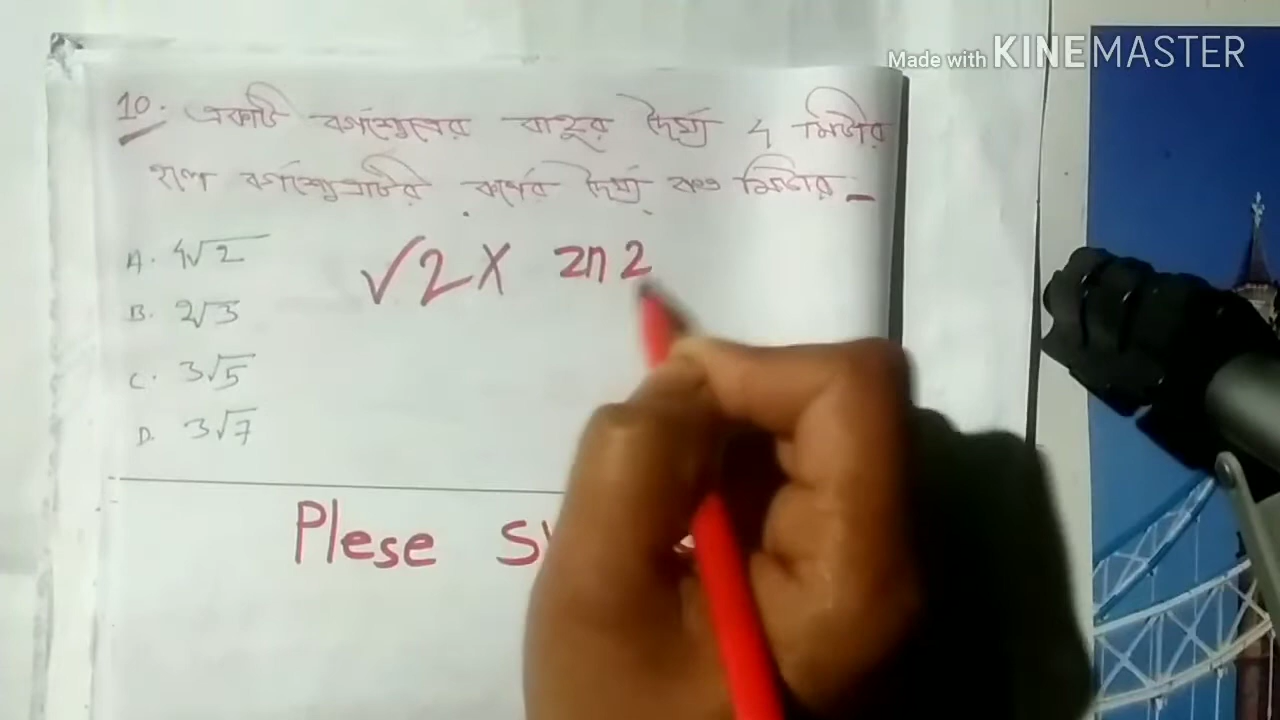 Made with KINEMASTER
10. একটি বর্গক্ষেত্রের বাহুর দৈর্ঘ্য 4 মিটার
হলে বর্গক্ষেত্রটির কর্ণের দৈর্ঘ্য কত মিটার _
A. 4√2
B. 2√3
C. 3√5
D. 3√7
√2 X
Plese